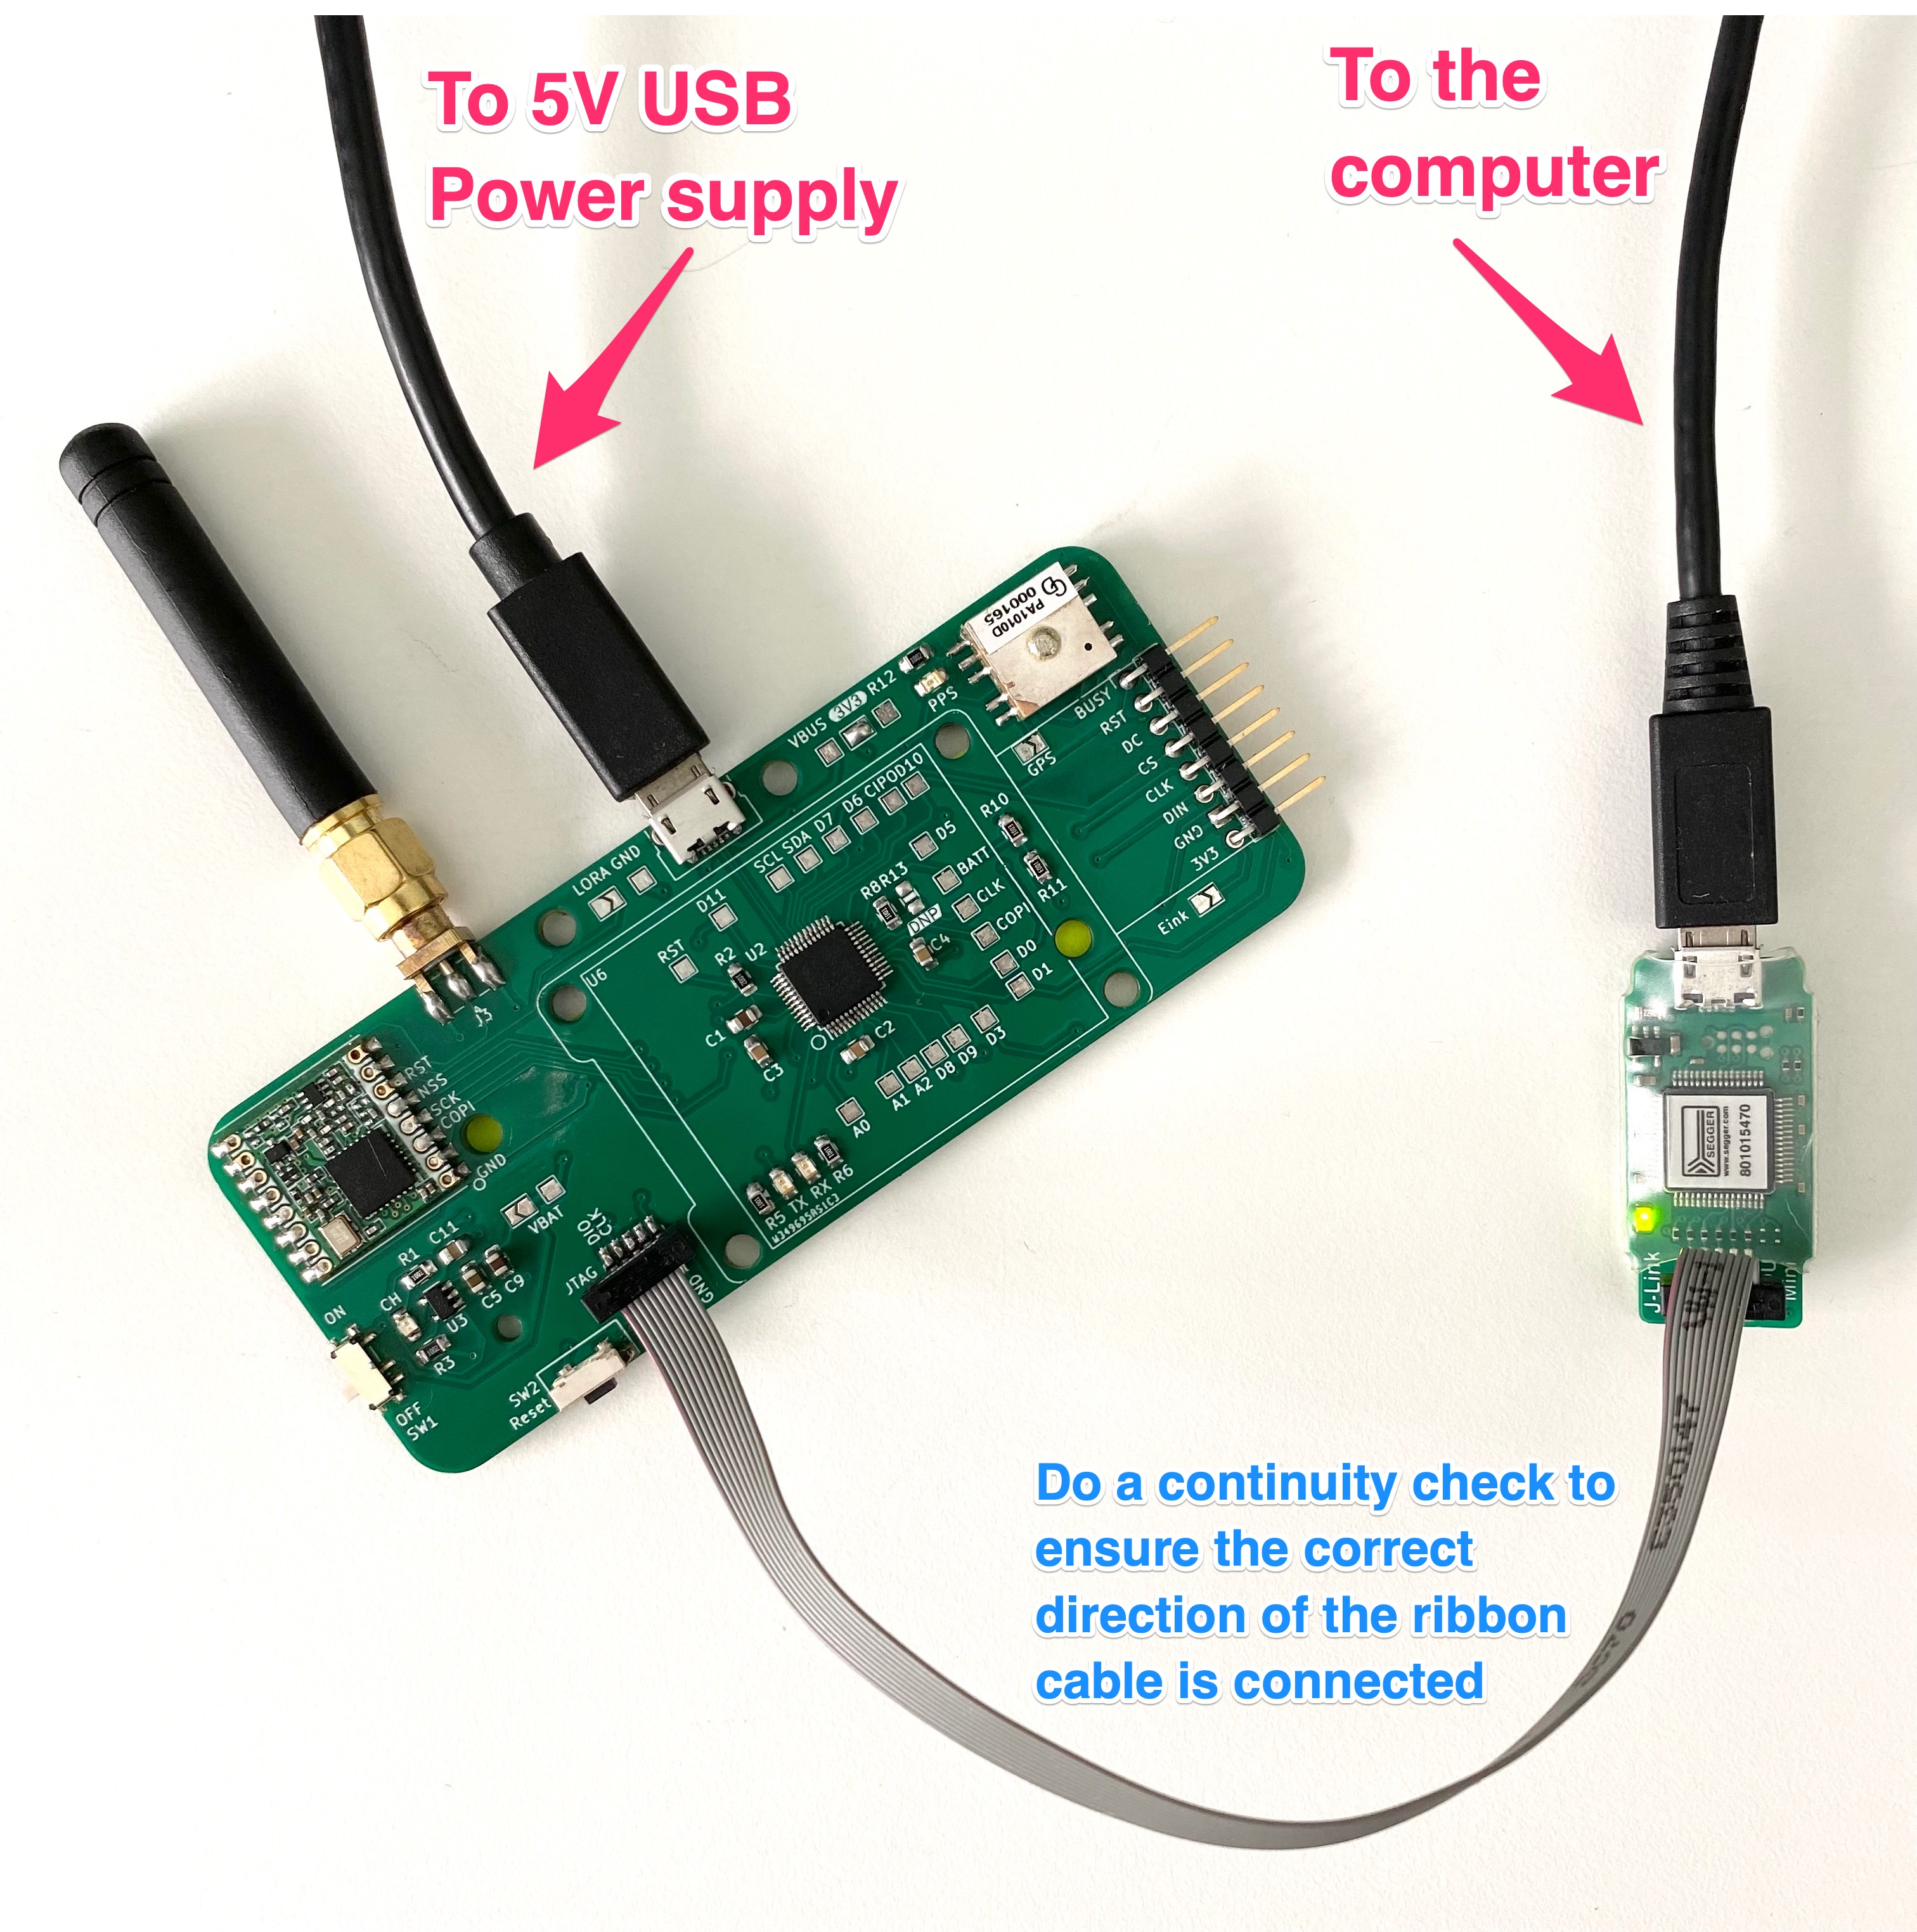 To 5V USB
Power supply
To the
computer
PA1010D
000165
BUSY
RST
DC
CS
CLK
DIN
GND
3V3
Eink
GPS
PPS
VBUS 3V3 R12
LORA GND
SCL SDA D7 D6 CIPO D10
D11
D5
R10
R11
BATT
CLK
COPI
D0
D1
R8 R13
DNP
C4
RST
R2 U2
U6
C1
C3
C2
A0 A1 A2 D8 D9 D3
J3
RST
NSS
SCK
COPI
GND
VBAT
R5 TX RX R6
DIO
CLK
JTAG
GND
R1 C11
CH
U3
C5 C9
R3
ON
OFF
SW1
SW2
Reset
SEGGER
www.segger.com
801015470
J-Link
Do a continuity check to
ensure the correct
direction of the ribbon
cable is connected